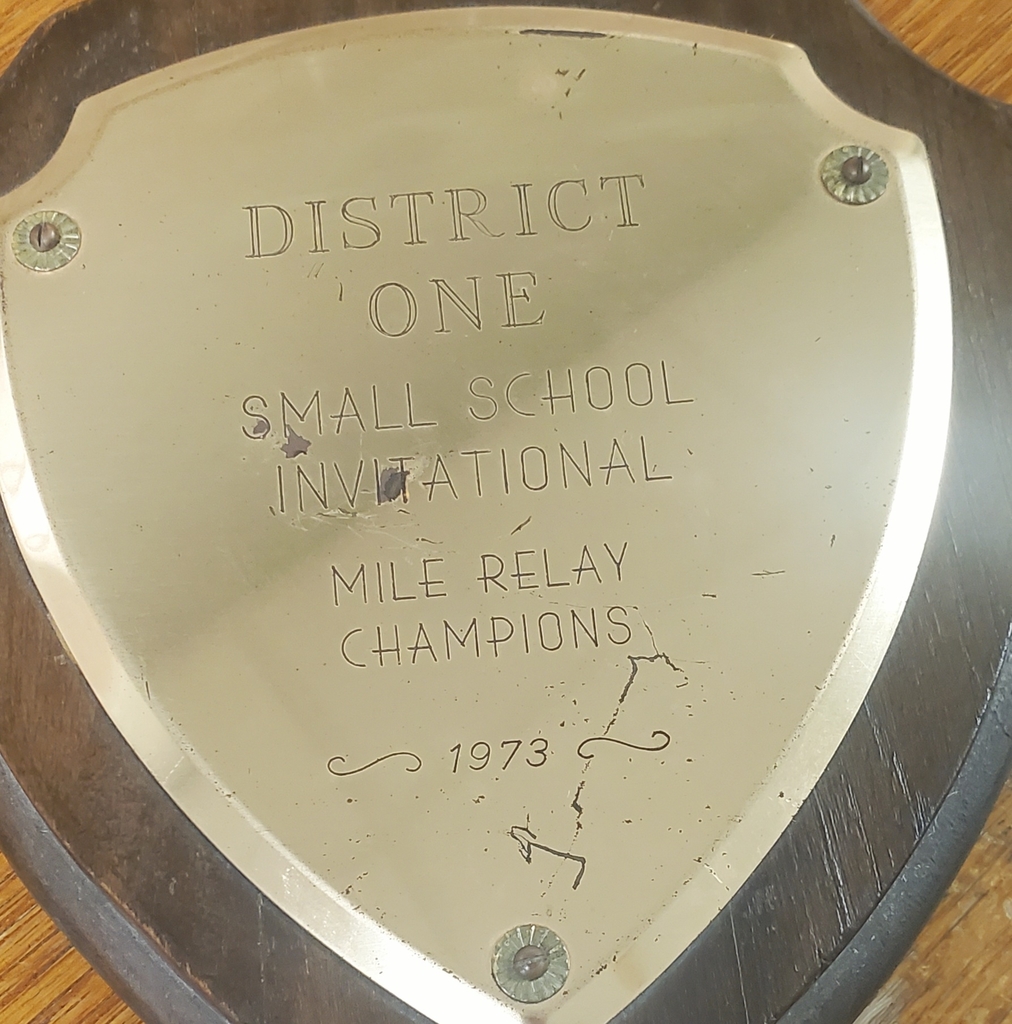 DISTRICT
ONE
SMALL SCHOOL
INVITATIONAL
MILE RELAY
CHAMPIONS
1973